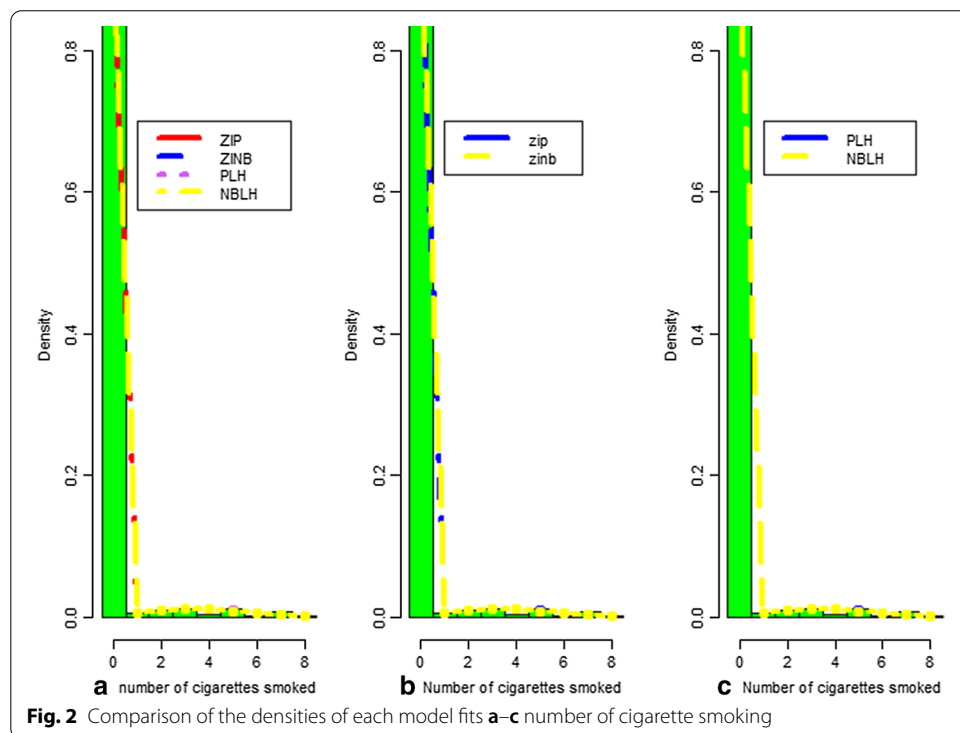 0.8
0.6
0.4
0.2
0.0
Density
ZIP
ZINB
PLH
NBLH
0 2 4 6 8
a number of cigarettes smoked
0.8
0.6
0.4
0.2
0.0
Density
zip
zinb
0 2 4 6 8
b Number of cigarettes smoked
0.8
0.6
0.4
0.2
0.0
Density
PLH
NBLH
0 2 4 6 8
c Number of cigarettes smoked
Fig. 2 Comparison of the densities of each model fits a–c number of cigarette smoking